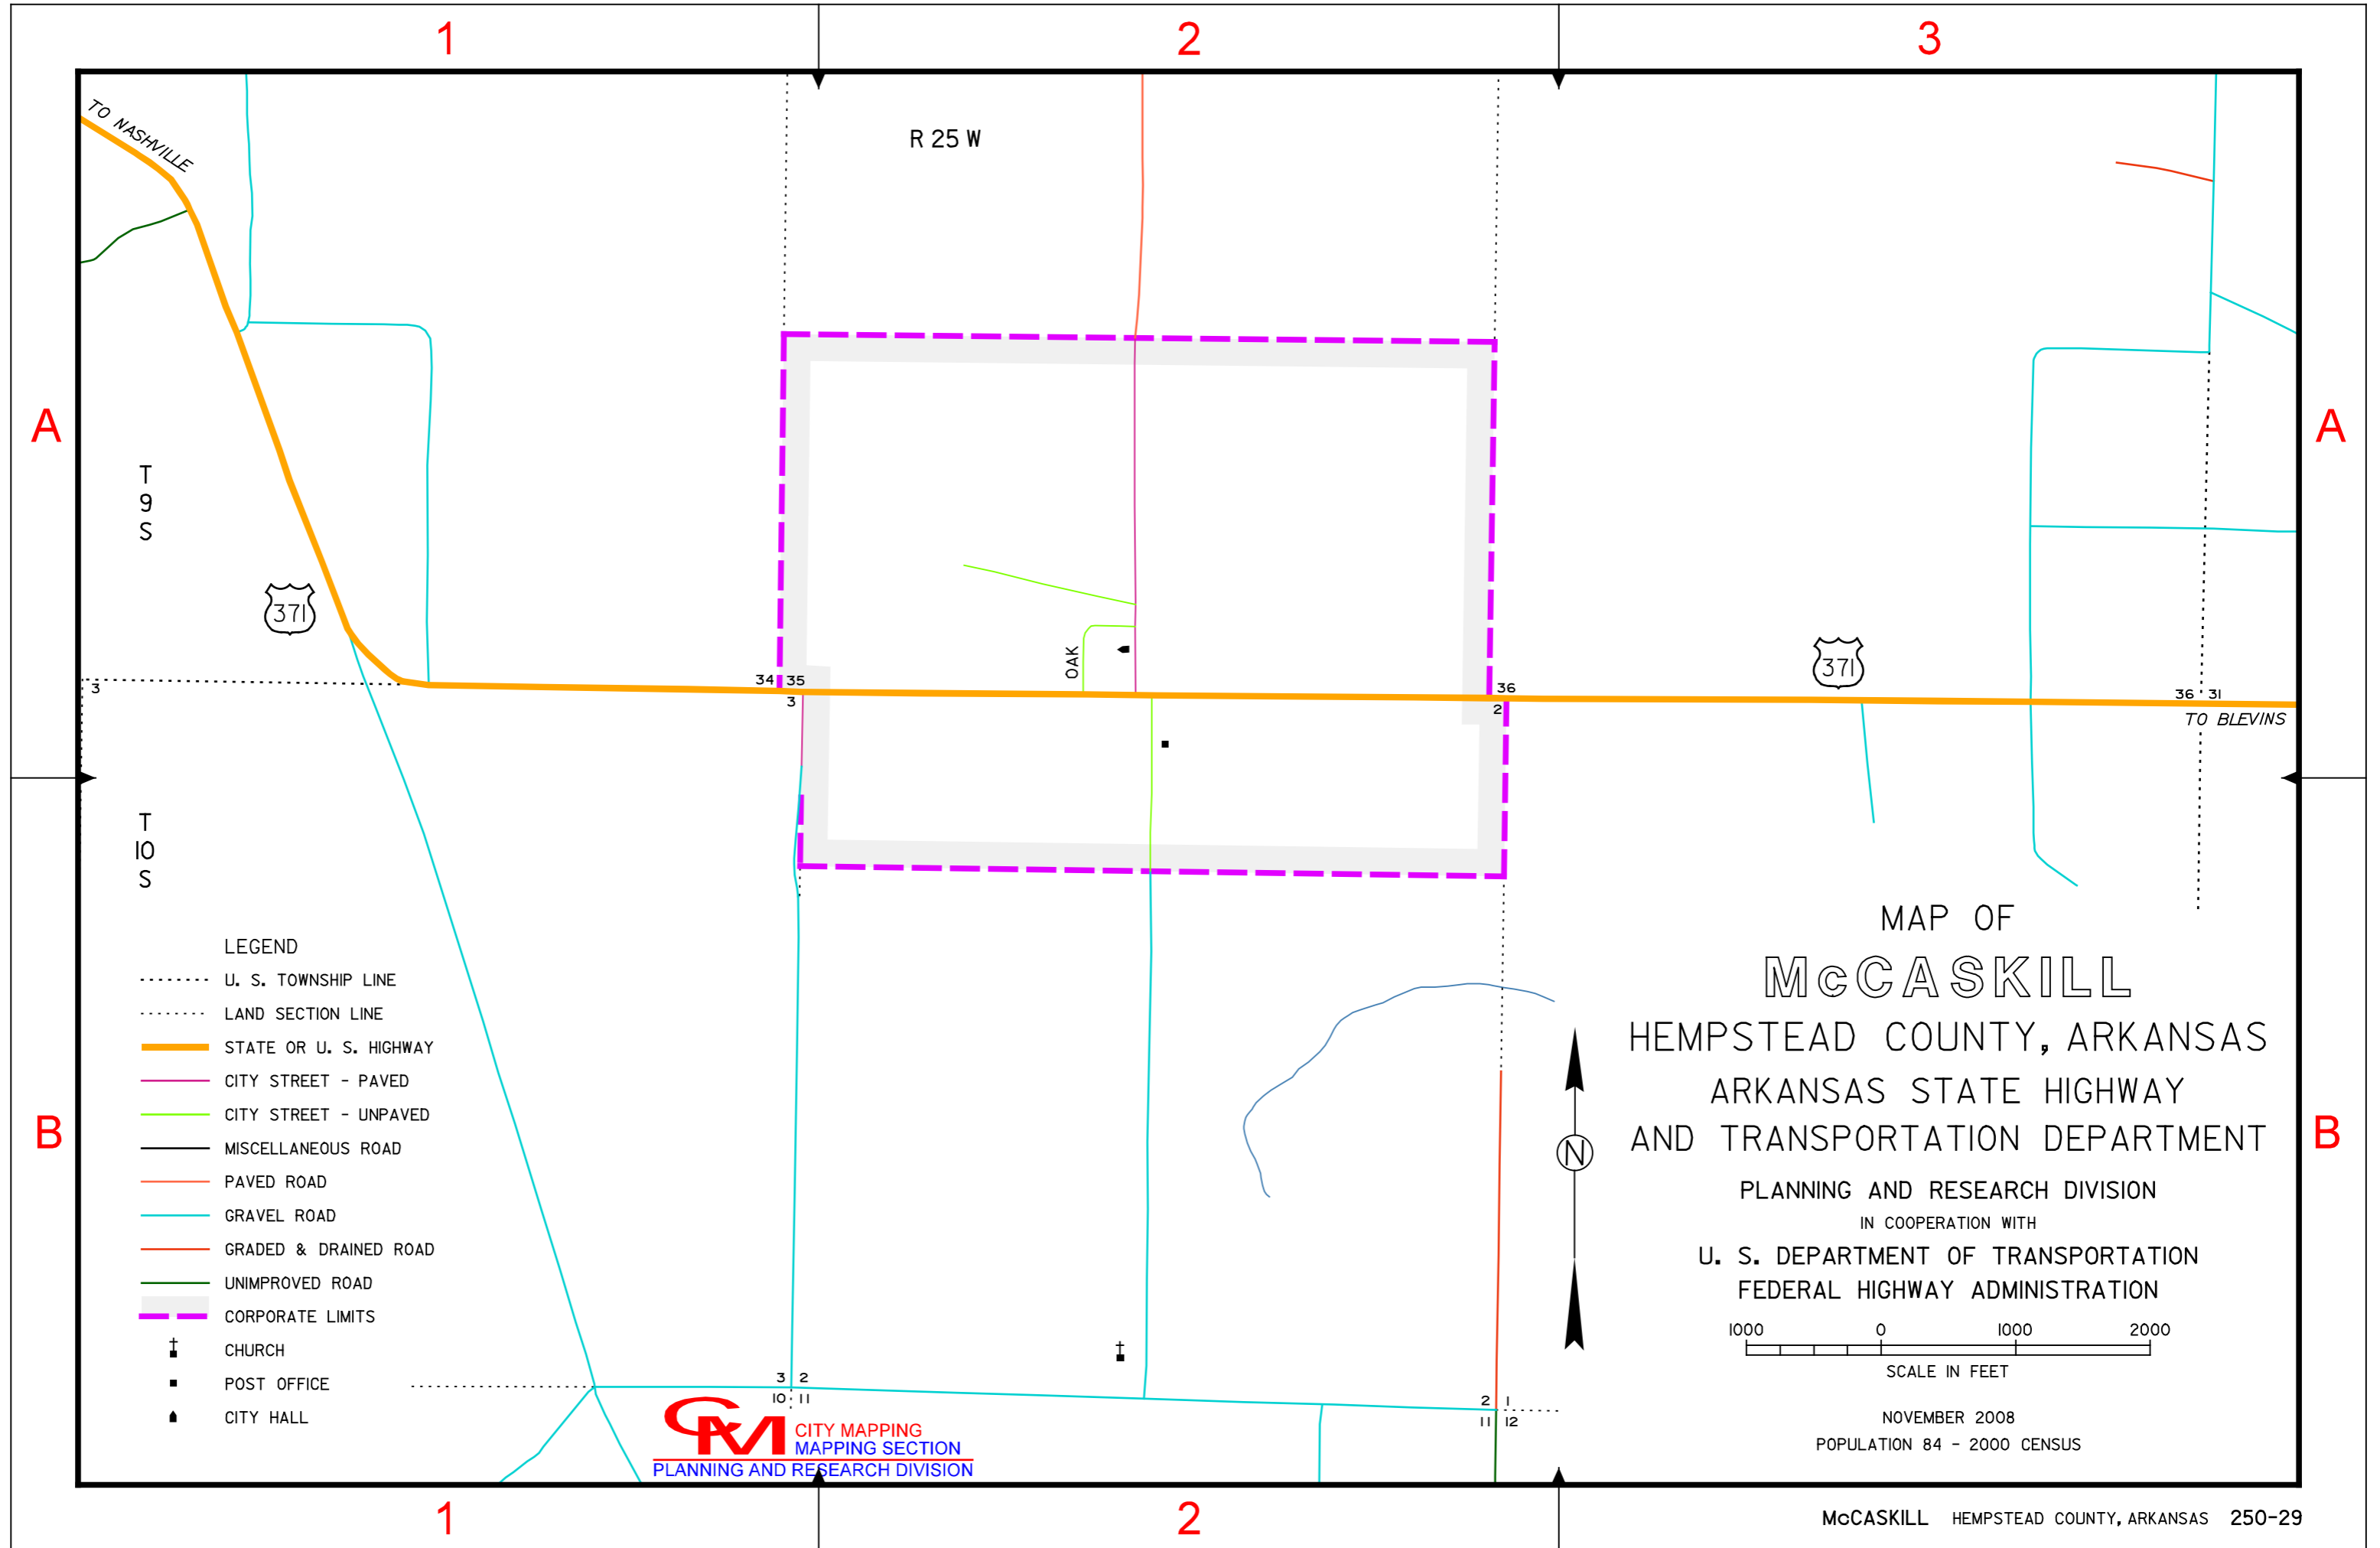 1
2
3
TO NASHVILLE
R 25 W
A
A
T
9
S
371
OAK
371
3
34 35
3
36
2
36 31
TO BLEVINS
T
10
S
LEGEND
U. S. TOWNSHIP LINE
LAND SECTION LINE
STATE OR U. S. HIGHWAY
CITY STREET - PAVED
CITY STREET - UNPAVED
MISCELLANEOUS ROAD
PAVED ROAD
GRAVEL ROAD
GRADED & DRAINED ROAD
UNIMPROVED ROAD
CORPORATE LIMITS
CHURCH
POST OFFICE
CITY HALL
B
B
MAP OF
McCASKILL
HEMPSTEAD COUNTY, ARKANSAS
ARKANSAS STATE HIGHWAY
AND TRANSPORTATION DEPARTMENT
PLANNING AND RESEARCH DIVISION
IN COOPERATION WITH
U. S. DEPARTMENT OF TRANSPORTATION
FEDERAL HIGHWAY ADMINISTRATION
1000 0 1000 2000
SCALE IN FEET
NOVEMBER 2008
POPULATION 84 - 2000 CENSUS
N
3 2
10 11
2 1
11 12
CM
CITY MAPPING
MAPPING SECTION
PLANNING AND RESEARCH DIVISION
1
2
McCASKILL HEMPSTEAD COUNTY, ARKANSAS 250-29